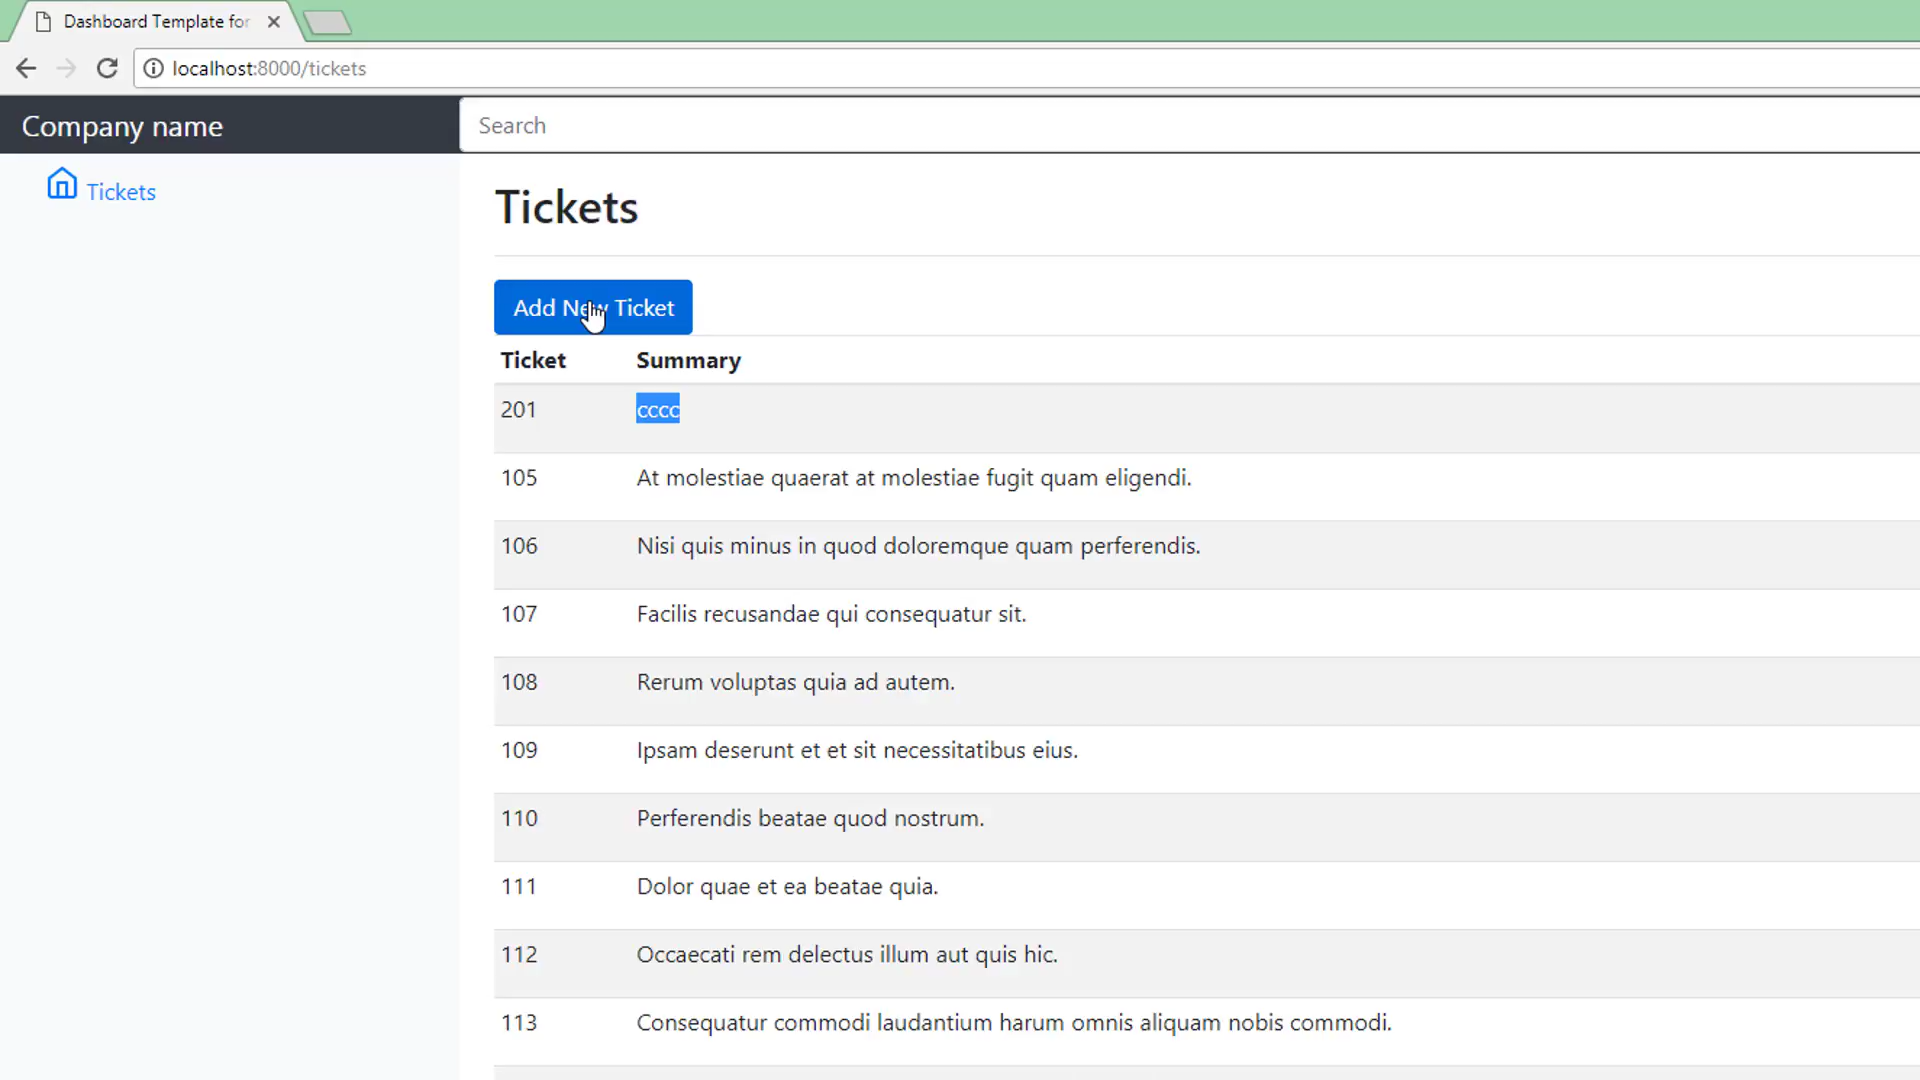 Dashboard Template for
localhost:8000/tickets
Company name
Search
Tickets
Tickets
Add New Ticket
Ticket Summary
201 cccc
105 At molestiae quaerat at molestiae fugit quam eligendi.
106 Nisi quis minus in quod doloremque quam perferendis.
107 Facilis recusandae qui consequatur sit.
108 Rerum voluptas quia ad autem.
109 Ipsam deserunt et et sit necessitatibus eius.
110 Perferendis beatae quod nostrum.
111 Dolor quae et ea beatae quia.
112 Occaecati rem delectus illum aut quis hic.
113 Consequatur commodi laudantium harum omnis aliquam nobis commodi.